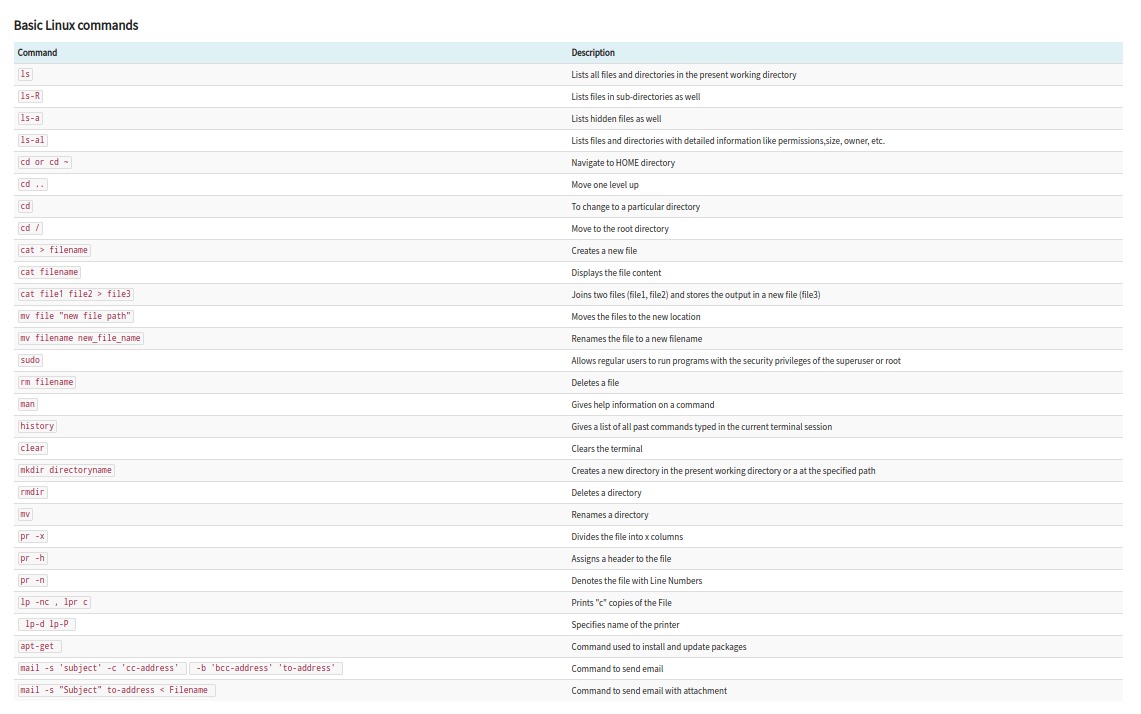 Basic Linux commands
Command Description
ls Lists all files and directories in the present working directory
ls-R Lists files in sub-directories as well
ls-a Lists hidden files as well
ls-al Lists files and directories with detailed information like permissions,size, owner, etc.
cd or cd ~ Navigate to HOME directory
cd .. Move one level up
cd To change to a particular directory
cd / Move to the root directory
cat > filename Creates a new file
cat filename Displays the file content
cat file1 file2 > file3 Joins two files (file1, file2) and stores the output in a new file (file3)
mv file "new file path" Moves the files to the new location
mv filename new_file_name Renames the file to a new filename
sudo Allows regular users to run programs with the security privileges of the superuser or root
rm filename Deletes a file
man Gives help information on a command
history Gives a list of all past commands typed in the current terminal session
clear Clears the terminal
mkdir directoryname Creates a new directory in the present working directory or a at the specified path
rmdir Deletes a directory
mv Renames a directory
pr -x Divides the file into x columns
pr -h Assigns a header to the file
pr -n Denotes the file with Line Numbers
lp -nc , lpr c Prints "c" copies of the File
lp-d lp-P Specifies name of the printer
apt-get Command used to install and update packages
mail -s 'subject' -c 'cc-address' -b 'bcc-address' 'to-address' Command to send email
mail -s "Subject" to-address < Filename Command to send email with attachment